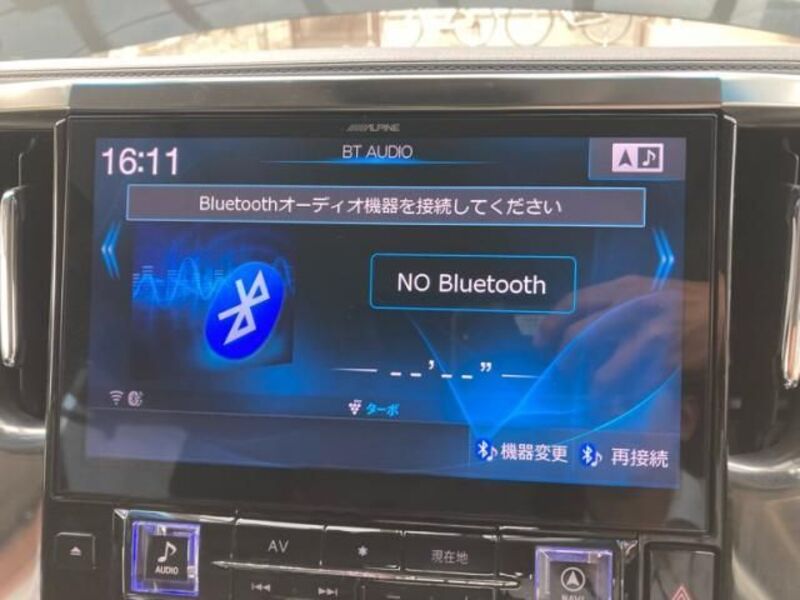 ALPINE
16:11
BT AUDIO
Bluetoothオーディオ機器を接続してください
NO Bluetooth
--'--"
ターボ
機器変更
再接続
AV
*
現在地
AUDIO
NAVI